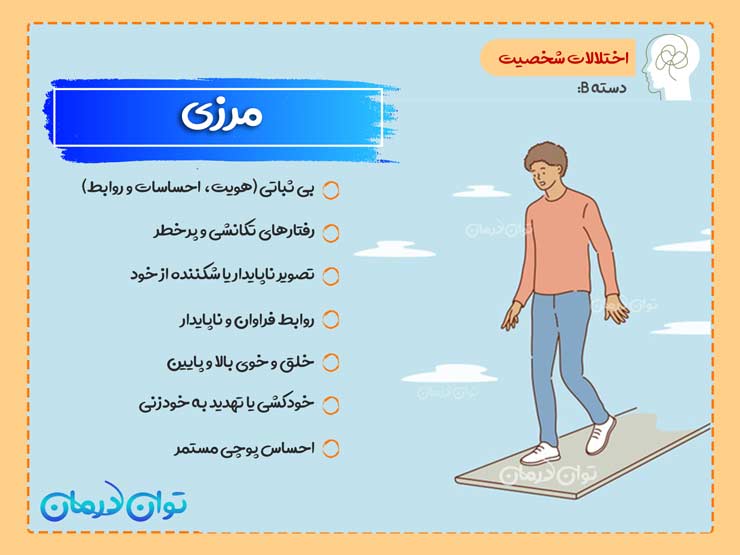 اختلالات شخصیت
دسته B:
مرزی
بی ثباتی (هویت، احساسات و روابط)
رفتارهای تکانشی و پرخطر
تصویر ناپایدار یا شکننده از خود
روابط فراوان و ناپایدار
خلق و خوی بالا و پایین
خودکشی یا تهدید به خودزنی
احساس پوچی مستمر
توان درمان
توان درمان
توان درمان
توان درمان
توان درمان